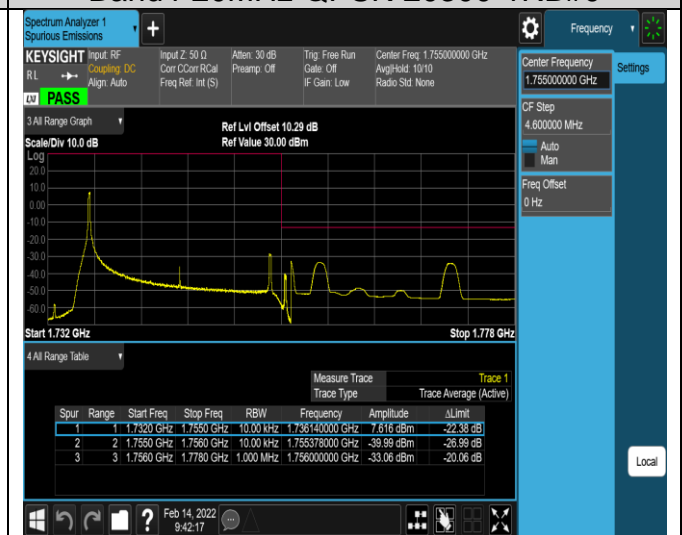 Spectrum Analyzer 1
Spurious Emissions
+
Frequency
KEYSIGHT
R L
LXI PASS
Input: RF
Coupling: DC
Align: Auto
Input Z: 50 Ω
Corr CCorr RCal
Freq Ref: Int (S)
Atten: 30 dB
Preamp: Off
Trig: Free Run
Gate: Off
IF Gain: Low
Center Freq: 1.755000000 GHz
Avg|Hold: 10/10
Radio Std: None
Center Frequency
1.755000000 GHz
Settings
CF Step
4.600000 MHz
Auto
Man
Freq Offset
0 Hz
3 All Range Graph
Scale/Div 10.0 dB
Ref Lvl Offset 10.29 dB
Ref Value 30.00 dBm
Log
20.0
10.0
0.00
-10.0
-20.0
-30.0
-40.0
-50.0
-60.0
Start 1.732 GHz
Stop 1.778 GHz
4 All Range Table
Measure Trace Trace 1
Trace Type Trace Average (Active)
Spur Range Start Freq Stop Freq RBW Frequency Amplitude ΔLimit
1 1 1.7320 GHz 1.7550 GHz 10.00 kHz 1.736140000 GHz 7.616 dBm -22.38 dB
2 2 1.7550 GHz 1.7560 GHz 10.00 kHz 1.755378000 GHz -39.99 dBm -26.99 dB
3 3 1.7560 GHz 1.7780 GHz 1.000 MHz 1.756000000 GHz -33.06 dBm -20.06 dB
Local
?
Feb 14, 2022
9:42:17